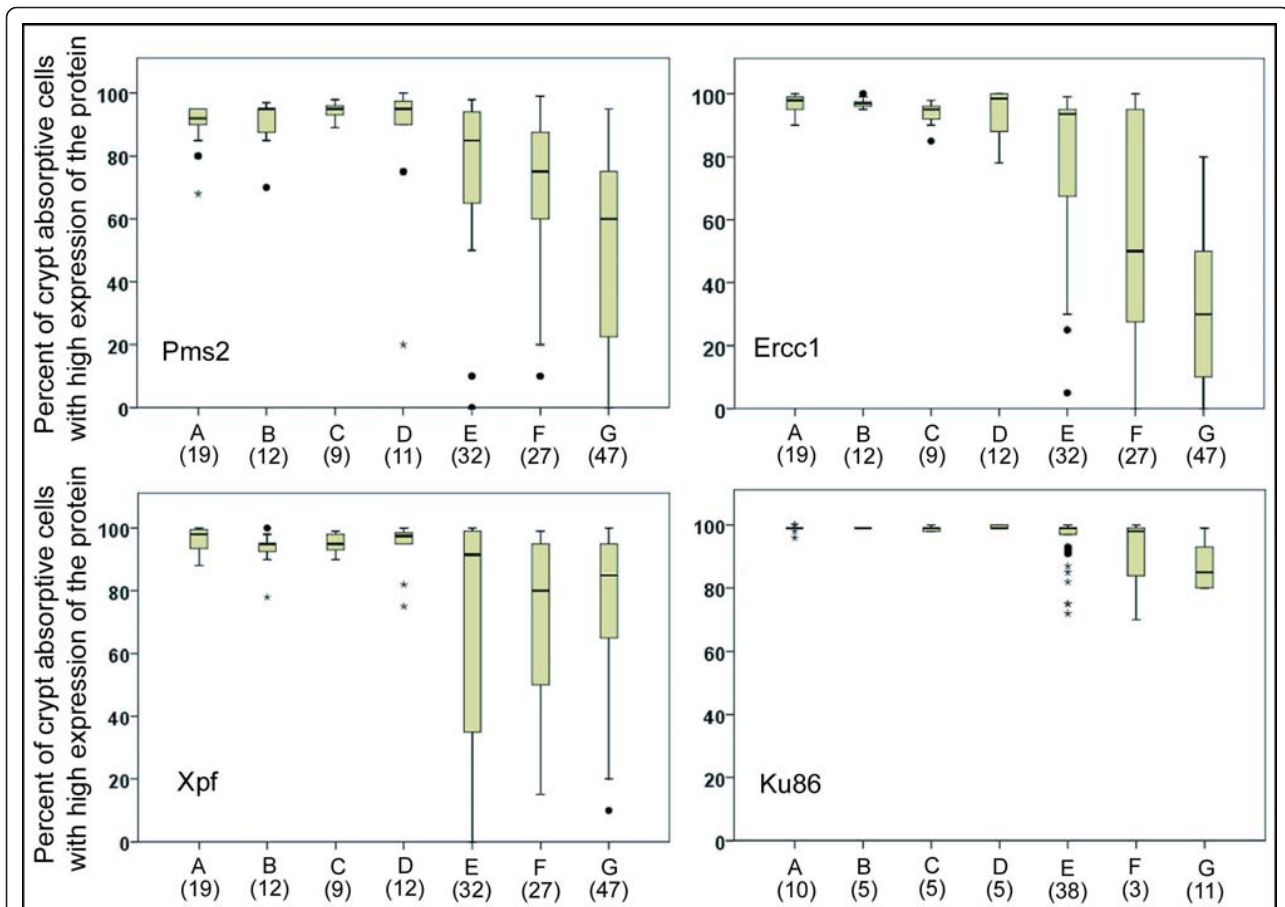 Percent of crypt absorptive cells
with high expression of the protein
100
80
60
40
20
0
Pms2
A B C D E F G
(19) (12) (9) (11) (32) (27) (47)
100
80
60
40
20
0
Ercc1
A B C D E F G
(19) (12) (9) (12) (32) (27) (47)
Percent of crypt absorptive cells
with high expression of the protein
100
80
60
40
20
0
Xpf
A B C D E F G
(19) (12) (9) (12) (32) (27) (47)
100
80
60
40
20
0
Ku86
A B C D E F G
(10) (5) (5) (5) (38) (3) (11)